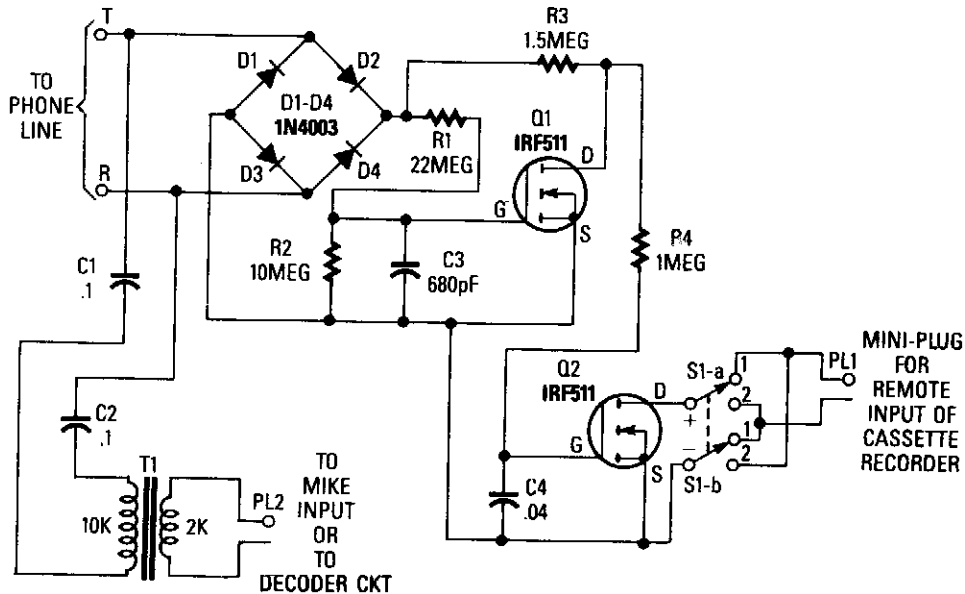 T
TO
PHONE
LINE
R
D1
D2
D1-D4
1N4003
D3
D4
R3
1.5MEG
R1
22MEG
Q1
IRF511
D
G
S
R2
10MEG
C3
680pF
R4
1MEG
C1
.1
C2
.1
T1
10K
2K
PL2
TO
MIKE
INPUT
OR
TO
DECODER CKT
Q2
IRF511
D
G
S
C4
.04
S1-a
1
2
+
1
−
2
S1-b
PL1
MINI-PLUG
FOR
REMOTE
INPUT OF
CASSETTE
RECORDER